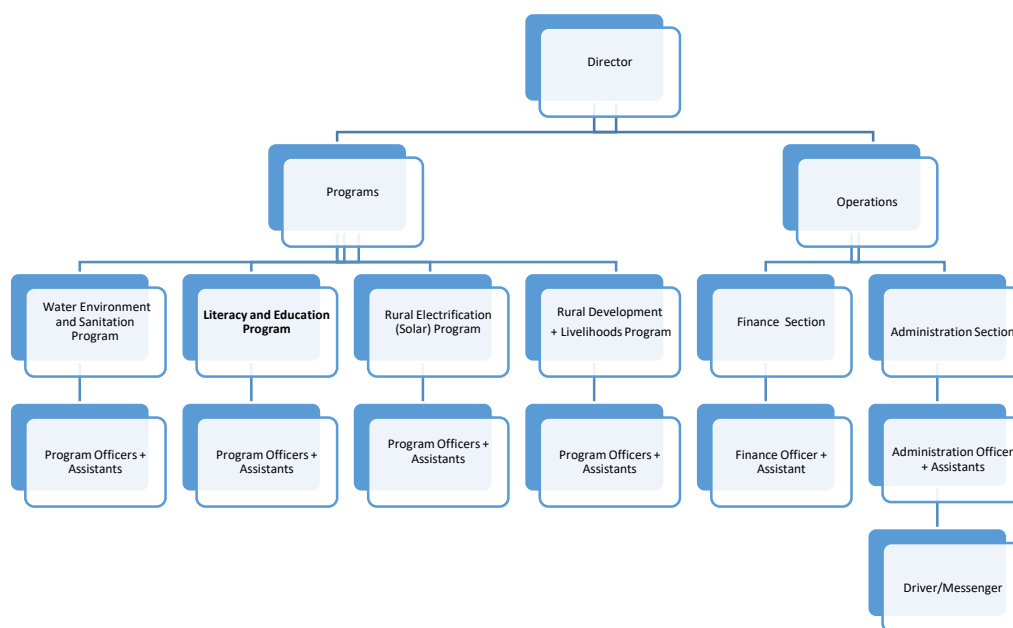 Director
Programs
Operations
Water Environment
and Sanitation
Program
Literacy and Education
Program
Rural Electrification
(Solar) Program
Rural Development
+ Livelihoods Program
Finance Section
Administration Section
Program Officers +
Assistants
Program Officers +
Assistants
Program Officers +
Assistants
Program Officers +
Assistants
Finance Officer +
Assistant
Administration Officer
+ Assistants
Driver/Messenger